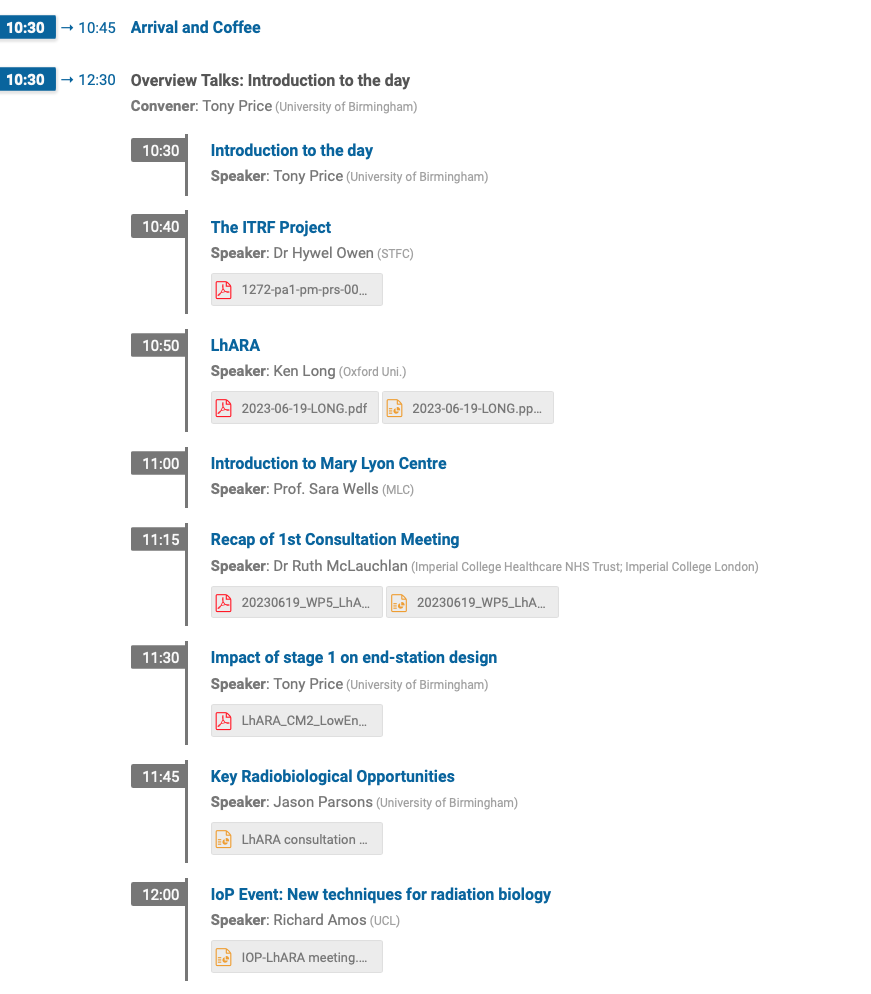 10:30 → 10:45 Arrival and Coffee
10:30 → 12:30 Overview Talks: Introduction to the day
Convener: Tony Price (University of Birmingham)
10:30 Introduction to the day
Speaker: Tony Price (University of Birmingham)
10:40 The ITRF Project
Speaker: Dr Hywel Owen (STFC)
1272-pa1-pm-prs-00...
10:50 LhARA
Speaker: Ken Long (Oxford Uni.)
2023-06-19-LONG.pdf 2023-06-19-LONG.pp...
11:00 Introduction to Mary Lyon Centre
Speaker: Prof. Sara Wells (MLC)
11:15 Recap of 1st Consultation Meeting
Speaker: Dr Ruth McLauchlan (Imperial College Healthcare NHS Trust; Imperial College London)
20230619_WP5_LhA... 20230619_WP5_LhA...
11:30 Impact of stage 1 on end-station design
Speaker: Tony Price (University of Birmingham)
LhARA_CM2_LowEn...
11:45 Key Radiobiological Opportunities
Speaker: Jason Parsons (University of Birmingham)
LhARA consultation ...
12:00 IoP Event: New techniques for radiation biology
Speaker: Richard Amos (UCL)
IOP-LhARA meeting....